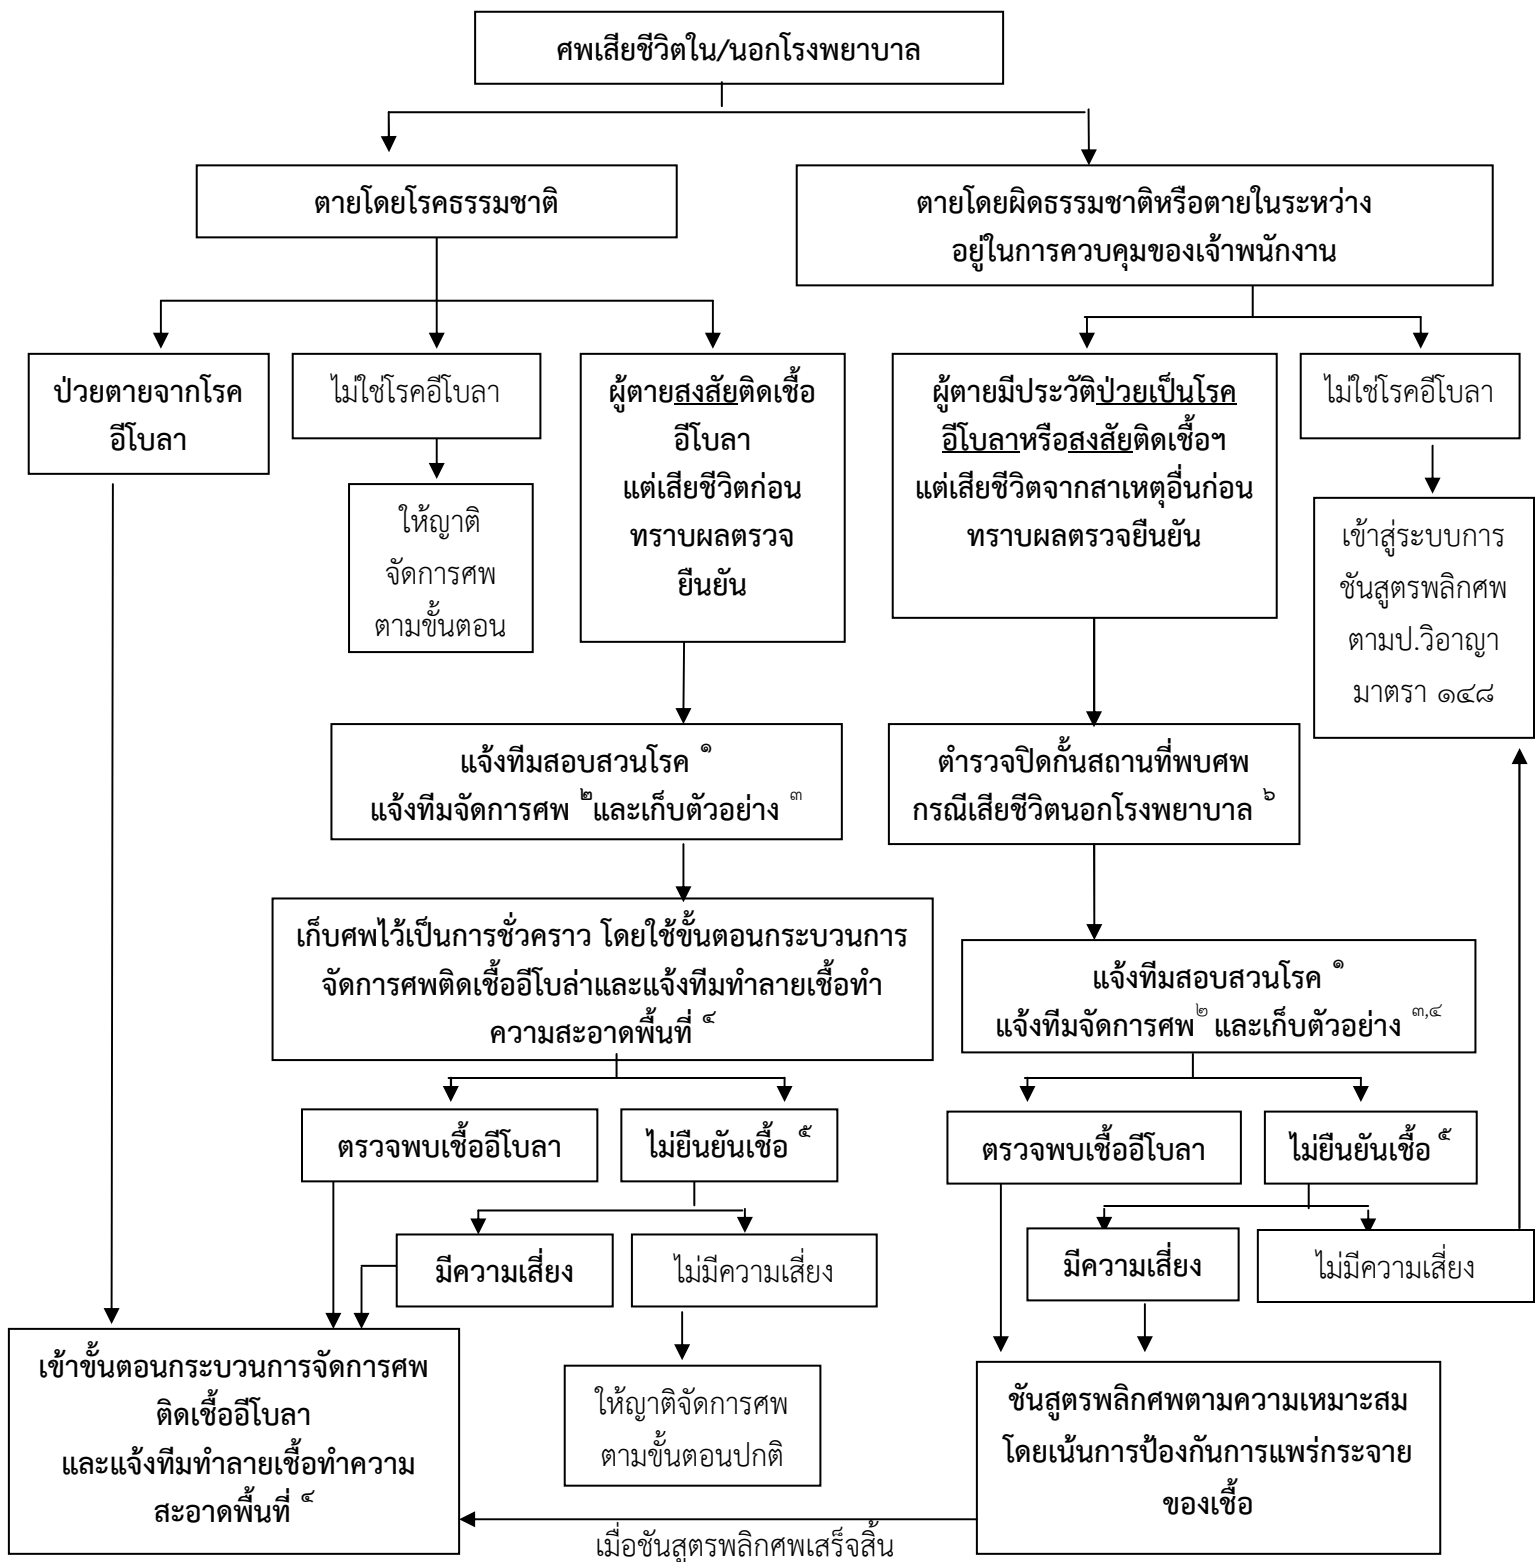 ศพเสียชีวิตใน/นอกโรงพยาบาล
ตายโดยโรคธรรมชาติ
ตายโดยผิดธรรมชาติหรือตายในระหว่าง
อยู่ในการควบคุมของเจ้าพนักงาน
ป่วยตายจากโรค
อีโบลา
ไม่ใช่โรคอีโบลา
ให้ญาติ
จัดการศพ
ตามขั้นตอน
ผู้ตายสงสัยติดเชื้อ
อีโบลา
แต่เสียชีวิตก่อน
ทราบผลตรวจ
ยืนยัน
ผู้ตายมีประวัติป่วยเป็นโรค
อีโบลาหรือสงสัยติดเชื้อฯ
แต่เสียชีวิตจากสาเหตุอื่นก่อน
ทราบผลตรวจยืนยัน
ไม่ใช่โรคอีโบลา
เข้าสู่ระบบการ
ชันสูตรพลิกศพ
ตามป.วิอาญา
มาตรา ๑๔๘
แจ้งทีมสอบสวนโรค ๑
แจ้งทีมจัดการศพ ๒และเก็บตัวอย่าง ๓
ตำรวจปิดกั้นสถานที่พบศพ
กรณีเสียชีวิตนอกโรงพยาบาล ๖
เก็บศพไว้เป็นการชั่วคราว โดยใช้ขั้นตอนกระบวนการ
จัดการศพติดเชื้ออีโบล่าและแจ้งทีมทำลายเชื้อทำ
ความสะอาดพื้นที่ ๔
แจ้งทีมสอบสวนโรค ๑
แจ้งทีมจัดการศพ๒ และเก็บตัวอย่าง ๓,๔
ตรวจพบเชื้ออีโบลา
ไม่ยืนยันเชื้อ ๕
ตรวจพบเชื้ออีโบลา
ไม่ยืนยันเชื้อ ๕
มีความเสี่ยง
ไม่มีความเสี่ยง
มีความเสี่ยง
ไม่มีความเสี่ยง
เข้าขั้นตอนกระบวนการจัดการศพ
ติดเชื้ออีโบลา
และแจ้งทีมทำลายเชื้อทำความ
สะอาดพื้นที่ ๔
ให้ญาติจัดการศพ
ตามขั้นตอนปกติ
ชันสูตรพลิกศพตามความเหมาะสม
โดยเน้นการป้องกันการแพร่กระจาย
ของเชื้อ
เมื่อชันสูตรพลิกศพเสร็จสิ้น